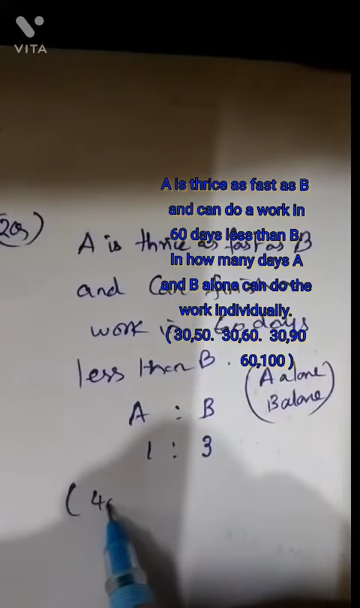 VITA
A is thrice as fast as B
and can do a work in
60 days less than B.
In how many days A
and B alone can do the
work individually.
( 30,50.  30,60.  30,90
60,100 )
20)
A is thrice as fast as B
and Can
work in 60 days
less than B.
(A alone
B alone)
A : B
1 : 3
( 4